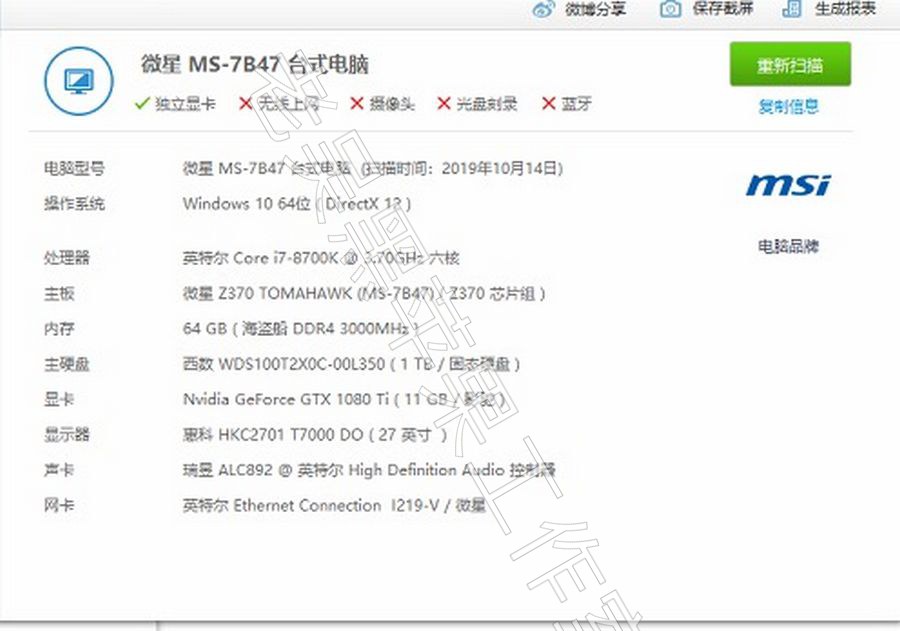 微博分享 保存截屏 生成报表
微星 MS-7B47 台式电脑
重新扫描
独立显卡 无线上网 摄像头 光盘刻录 蓝牙
复制信息
电脑型号 微星 MS-7B47 台式电脑 (扫描时间：2019年10月14日)
msi
操作系统 Windows 10 64位 ( DirectX 12 )
电脑品牌
处理器 英特尔 Core i7-8700K @ 3.70GHz 六核
主板 微星 Z370 TOMAHAWK (MS-7B47) / Z370 芯片组 )
内存 64 GB ( 海盗船 DDR4 3000MHz )
主硬盘 西数 WDS100T2X0C-00L350 ( 1 TB / 固态硬盘 )
显卡 Nvidia GeForce GTX 1080 Ti ( 11 GB / 影驰 )
显示器 惠科 HKC2701 T7000 DO ( 27 英寸 )
声卡 瑞昱 ALC892 @ 英特尔 High Definition Audio 控制器
网卡 英特尔 Ethernet Connection I219-V / 微星
老吴黑苹果工作室